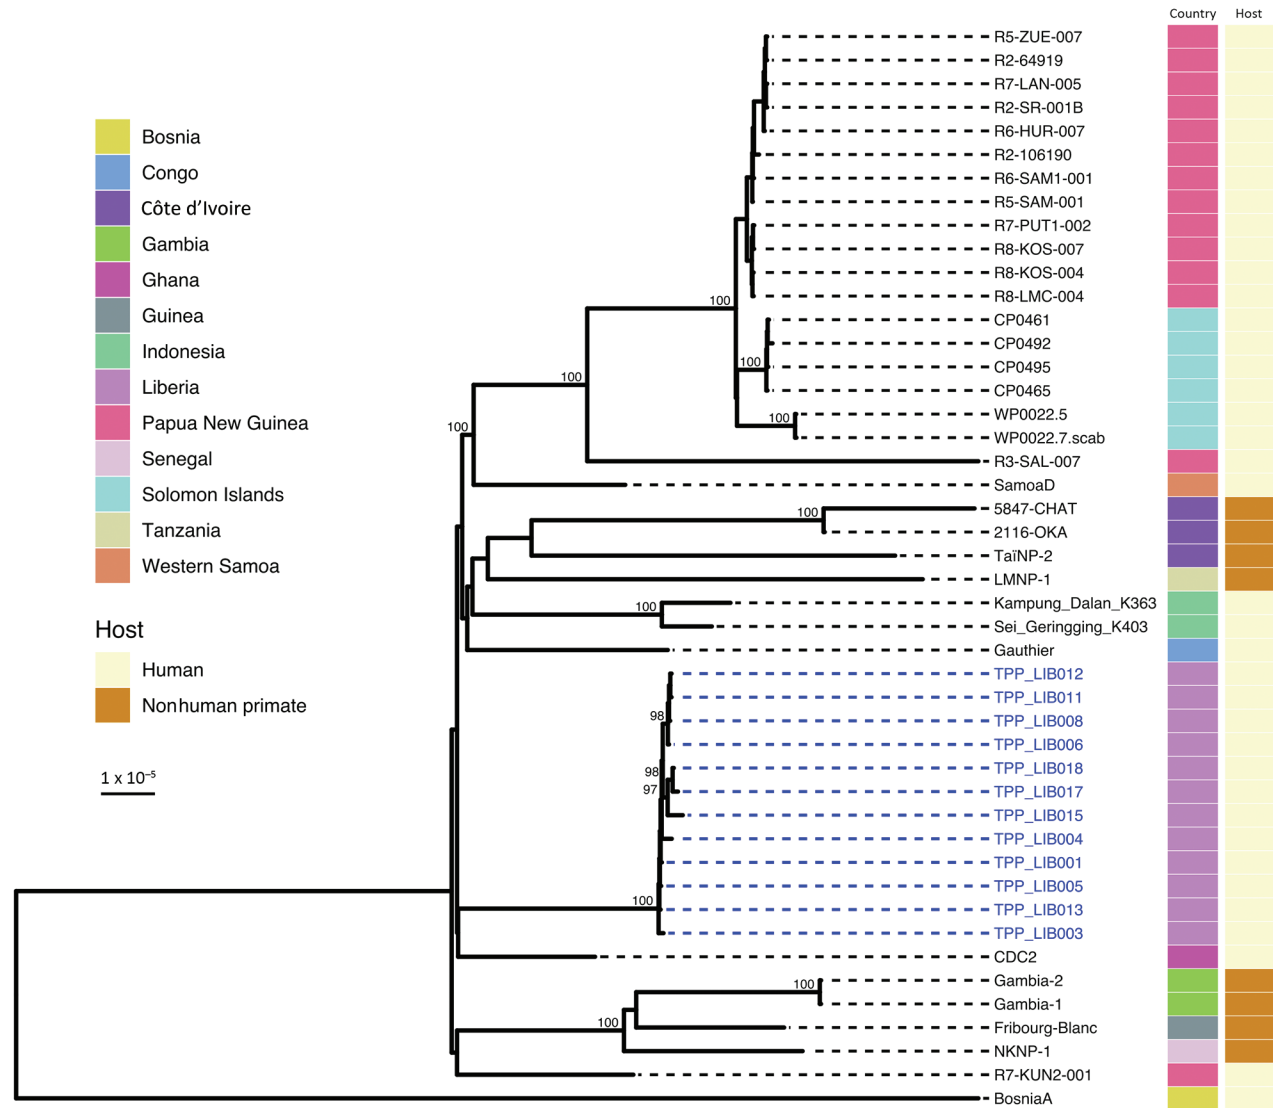 Country Host
R5-ZUE-007
R2-64919
R7-LAN-005
R2-SR-001B
R6-HUR-007
R2-106190
R6-SAM1-001
R5-SAM-001
R7-PUT1-002
R8-KOS-007
R8-KOS-004
R8-LMC-004
CP0461
CP0492
CP0495
CP0465
WP0022.5
WP0022.7.scab
R3-SAL-007
SamoaD
5847-CHAT
2116-OKA
TaïNP-2
LMNP-1
Kampung_Dalan_K363
Sei_Geringging_K403
Gauthier
TPP_LIB012
TPP_LIB011
TPP_LIB008
TPP_LIB006
TPP_LIB018
TPP_LIB017
TPP_LIB015
TPP_LIB004
TPP_LIB001
TPP_LIB005
TPP_LIB013
TPP_LIB003
CDC2
Gambia-2
Gambia-1
Fribourg-Blanc
NKNP-1
R7-KUN2-001
BosniaA
100
100
100
100
100
100
100
98
98
97
100
100
100
Bosnia
Congo
Côte d’Ivoire
Gambia
Ghana
Guinea
Indonesia
Liberia
Papua New Guinea
Senegal
Solomon Islands
Tanzania
Western Samoa
Host
Human
Nonhuman primate
1 x 10⁻⁵